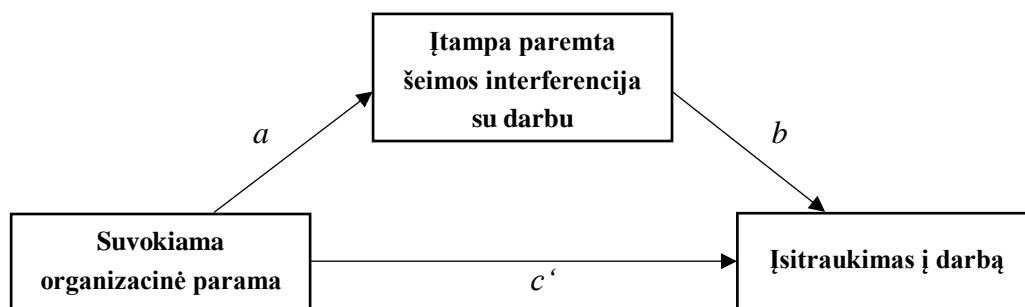 Įtampa paremta
šeimos interferencija
su darbu
a
b
Suvokiama
organizacinė parama
c‘
Įsitraukimas į darbą